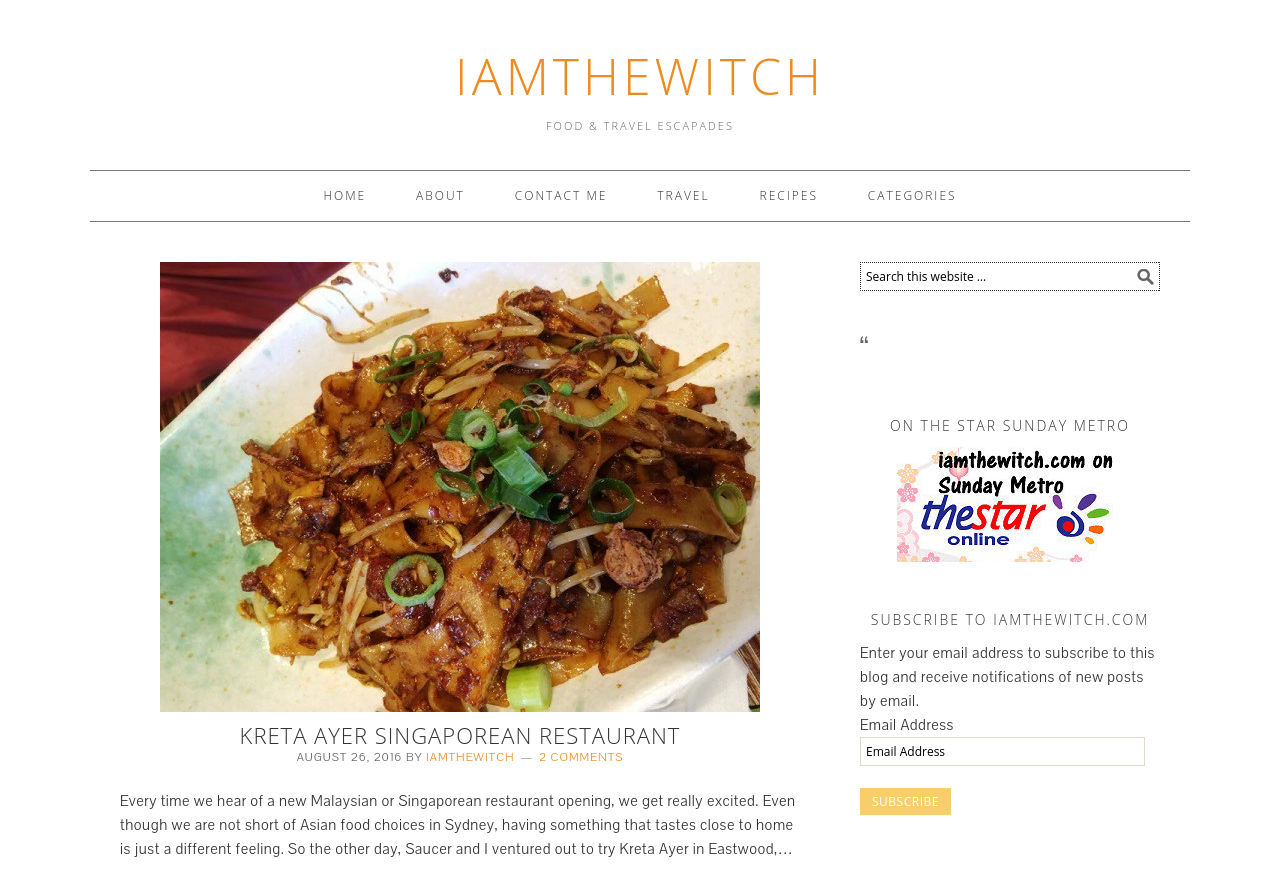 IAMTHEWITCH
FOOD & TRAVEL ESCAPADES
HOME ABOUT CONTACT ME TRAVEL RECIPES CATEGORIES
KRETA AYER SINGAPOREAN RESTAURANT
AUGUST 26, 2016 BY IAMTHEWITCH — 2 COMMENTS
Every time we hear of a new Malaysian or Singaporean restaurant opening, we get really excited. Even
though we are not short of Asian food choices in Sydney, having something that tastes close to home
is just a different feeling. So the other day, Saucer and I ventured out to try Kreta Ayer in Eastwood,…
Search this website ...
“
ON THE STAR SUNDAY METRO
iamthewitch.com on
Sunday Metro
thestar
online
SUBSCRIBE TO IAMTHEWITCH.COM
Enter your email address to subscribe to this
blog and receive notifications of new posts
by email.
Email Address
Email Address
SUBSCRIBE